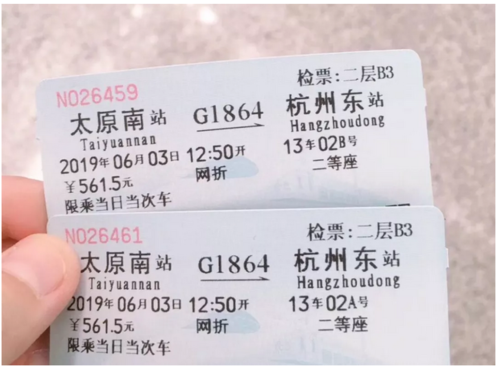 检票:二层B3
N026459
太原南站 G1864 杭州东站
Taiyuannan Hangzhoudong
2019年06月03日 12:50开 13车02B号
￥561.5元 网折 二等座
限乘当日当次车
N026461 检票:二层B3
太原南站 G1864 杭州东站
Taiyuannan Hangzhoudong
2019年06月03日 12:50开 13车02A号
￥561.5元 网折 二等座
限乘当日当次车